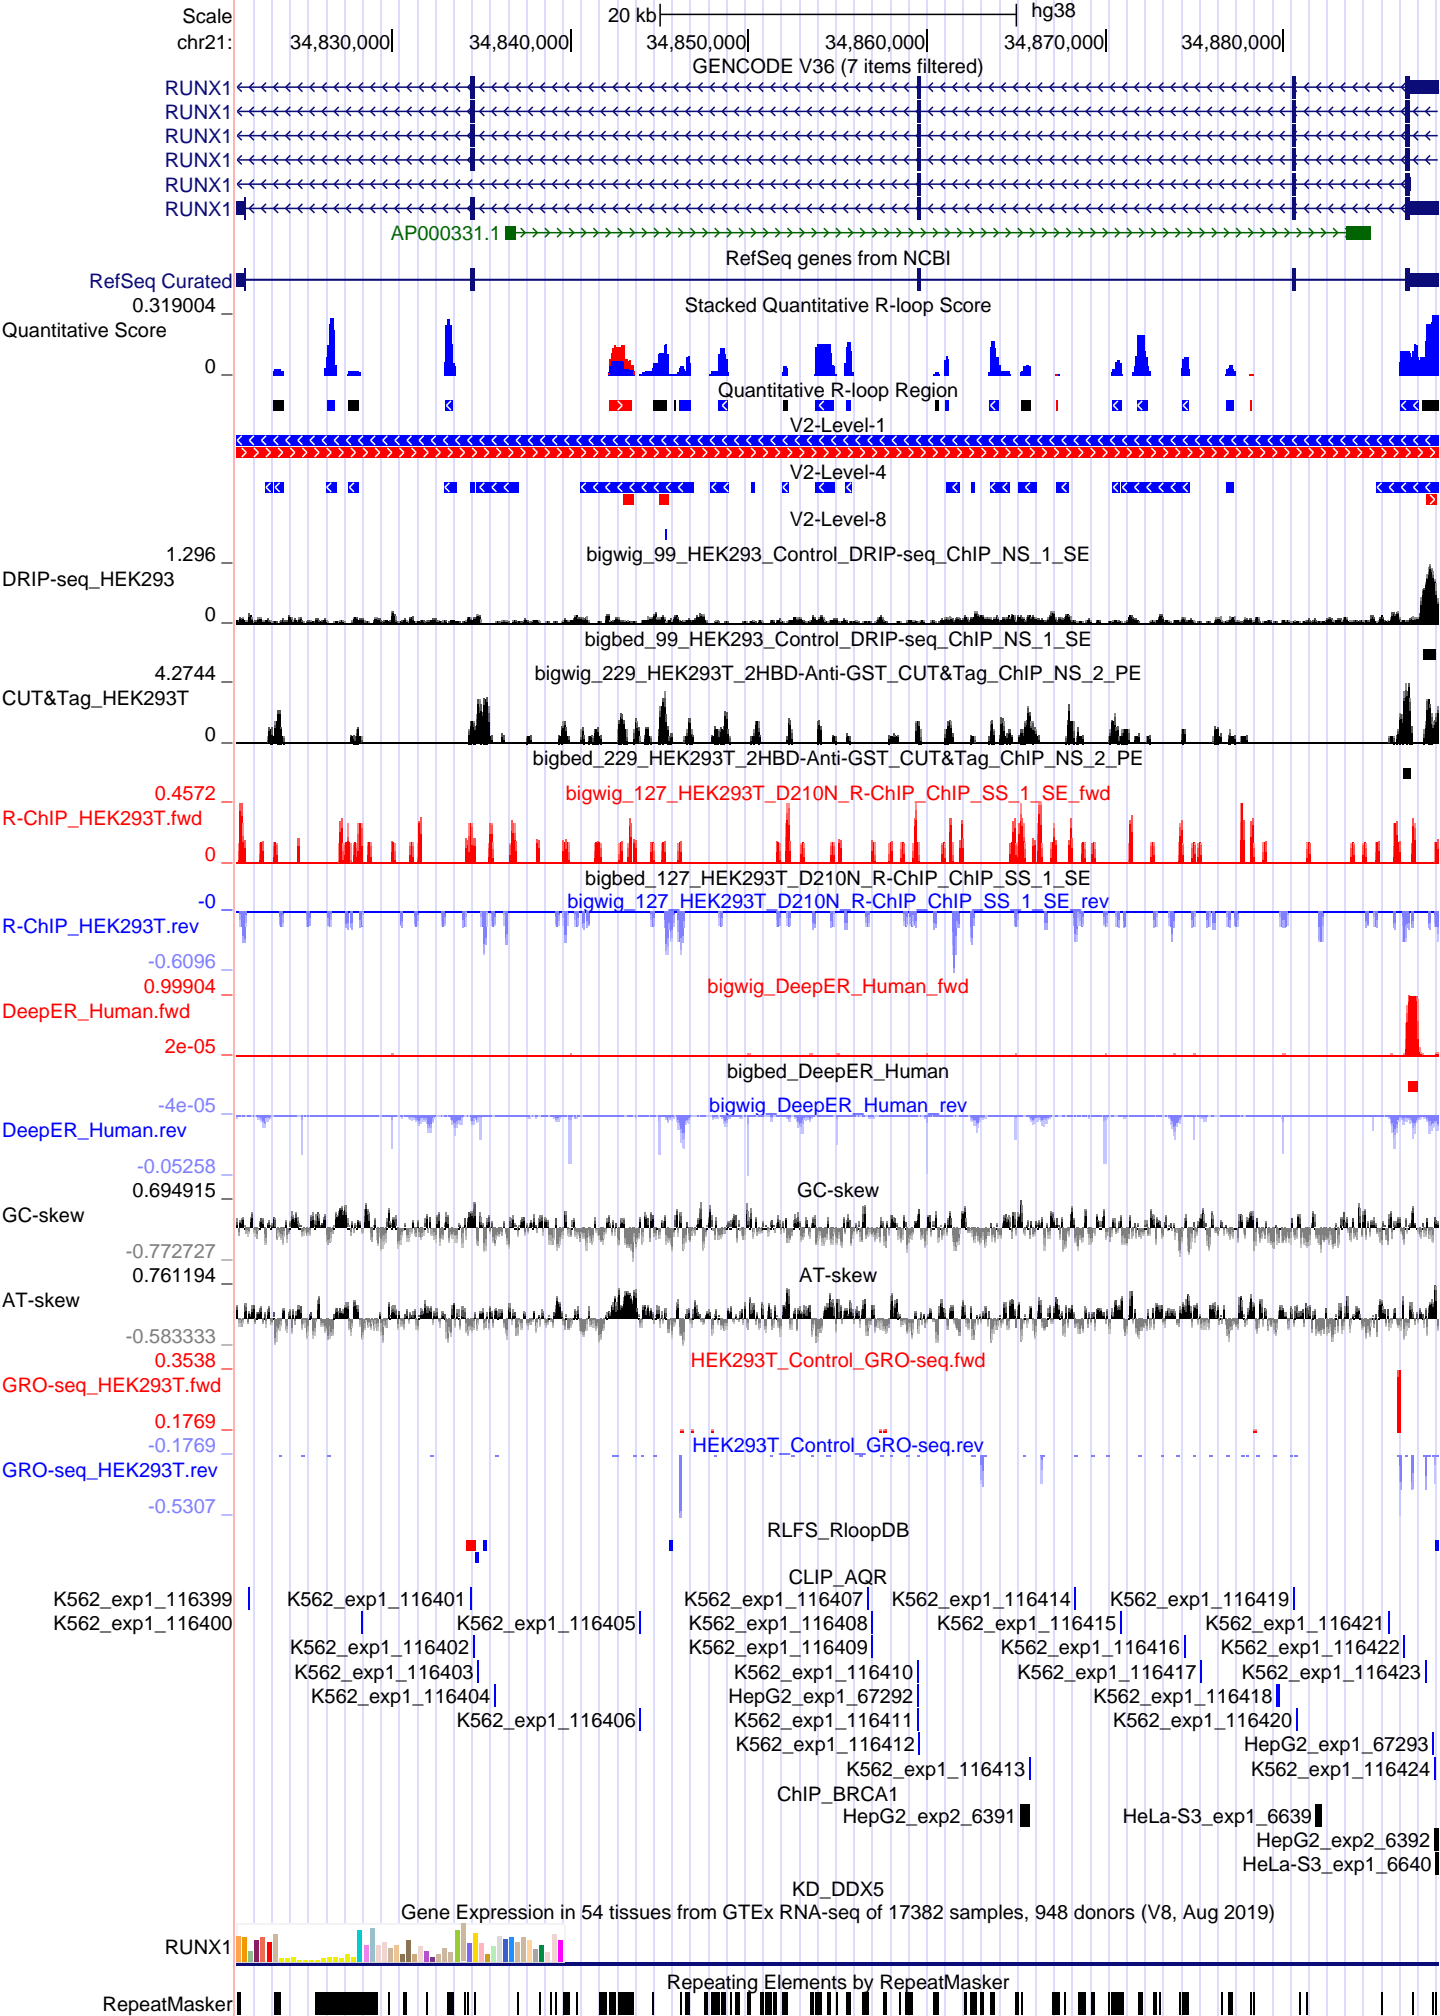 Scale 20 kb hg38
chr21: 34,830,000 34,840,000 34,850,000 34,860,000 34,870,000 34,880,000
GENCODE V36 (7 items filtered)
RUNX1
RUNX1
RUNX1
RUNX1
RUNX1
RUNX1
AP000331.1
RefSeq genes from NCBI
RefSeq Curated
0.319004 Stacked Quantitative R-loop Score
Quantitative Score
0
Quantitative R-loop Region
V2-Level-1
V2-Level-4
V2-Level-8
1.296 bigwig_99_HEK293_Control_DRIP-seq_ChIP_NS_1_SE
DRIP-seq_HEK293
0
bigbed_99_HEK293_Control_DRIP-seq_ChIP_NS_1_SE
4.2744 bigwig_229_HEK293T_2HBD-Anti-GST_CUT&Tag_ChIP_NS_2_PE
CUT&Tag_HEK293T
0
bigbed_229_HEK293T_2HBD-Anti-GST_CUT&Tag_ChIP_NS_2_PE
0.4572 bigwig_127_HEK293T_D210N_R-ChIP_ChIP_SS_1_SE_fwd
R-ChIP_HEK293T.fwd
0
bigbed_127_HEK293T_D210N_R-ChIP_ChIP_SS_1_SE
-0 bigwig_127_HEK293T_D210N_R-ChIP_ChIP_SS_1_SE_rev
R-ChIP_HEK293T.rev
-0.6096
0.99904 bigwig_DeepER_Human_fwd
DeepER_Human.fwd
2e-05
bigbed_DeepER_Human
-4e-05 bigwig_DeepER_Human_rev
DeepER_Human.rev
-0.05258
0.694915 GC-skew
GC-skew
-0.772727
0.761194 AT-skew
AT-skew
-0.583333
0.3538 HEK293T_Control_GRO-seq.fwd
GRO-seq_HEK293T.fwd
0.1769
-0.1769 HEK293T_Control_GRO-seq.rev
GRO-seq_HEK293T.rev
-0.5307
RLFS_RloopDB
CLIP_AQR
K562_exp1_116399 K562_exp1_116401 K562_exp1_116407 K562_exp1_116414 K562_exp1_116419
K562_exp1_116400 K562_exp1_116405 K562_exp1_116408 K562_exp1_116415 K562_exp1_116421
K562_exp1_116402 K562_exp1_116409 K562_exp1_116416 K562_exp1_116422
K562_exp1_116403 K562_exp1_116410 K562_exp1_116417 K562_exp1_116423
K562_exp1_116404 HepG2_exp1_67292 K562_exp1_116418
K562_exp1_116406 K562_exp1_116411 K562_exp1_116420
K562_exp1_116412 HepG2_exp1_67293
K562_exp1_116413 K562_exp1_116424
ChIP_BRCA1
HepG2_exp2_6391 HeLa-S3_exp1_6639
HepG2_exp2_6392
HeLa-S3_exp1_6640
KD_DDX5
Gene Expression in 54 tissues from GTEx RNA-seq of 17382 samples, 948 donors (V8, Aug 2019)
RUNX1
Repeating Elements by RepeatMasker
RepeatMasker